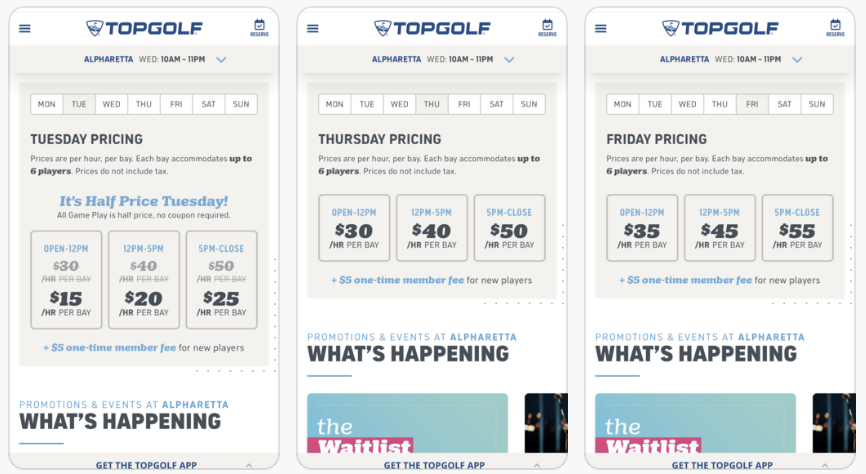 TOPGOLF
RESERVE
ALPHARETTA WED: 10AM - 11PM
MON TUE WED THU FRI SAT SUN
TUESDAY PRICING
Prices are per hour, per bay. Each bay accommodates up to
6 players. Prices do not include tax.
It's Half Price Tuesday!
All Game Play is half price, no coupon required.
OPEN-12PM 12PM-5PM 5PM-CLOSE
$30 $40 $50
/HR PER BAY /HR PER BAY /HR PER BAY
$15 $20 $25
/HR PER BAY /HR PER BAY /HR PER BAY
+ $5 one-time member fee for new players
PROMOTIONS & EVENTS AT ALPHARETTA
WHAT'S HAPPENING
GET THE TOPGOLF APP
TOPGOLF
RESERVE
ALPHARETTA WED: 10AM - 11PM
MON TUE WED THU FRI SAT SUN
THURSDAY PRICING
Prices are per hour, per bay. Each bay accommodates up to
6 players. Prices do not include tax.
OPEN-12PM 12PM-5PM 5PM-CLOSE
$30 $40 $50
/HR PER BAY /HR PER BAY /HR PER BAY
+ $5 one-time member fee for new players
PROMOTIONS & EVENTS AT ALPHARETTA
WHAT'S HAPPENING
the
Waitlist
GET THE TOPGOLF APP
TOPGOLF
RESERVE
ALPHARETTA WED: 10AM - 11PM
MON TUE WED THU FRI SAT SUN
FRIDAY PRICING
Prices are per hour, per bay. Each bay accommodates up to
6 players. Prices do not include tax.
OPEN-12PM 12PM-5PM 5PM-CLOSE
$35 $45 $55
/HR PER BAY /HR PER BAY /HR PER BAY
+ $5 one-time member fee for new players
PROMOTIONS & EVENTS AT ALPHARETTA
WHAT'S HAPPENING
the
Waitlist
GET THE TOPGOLF APP